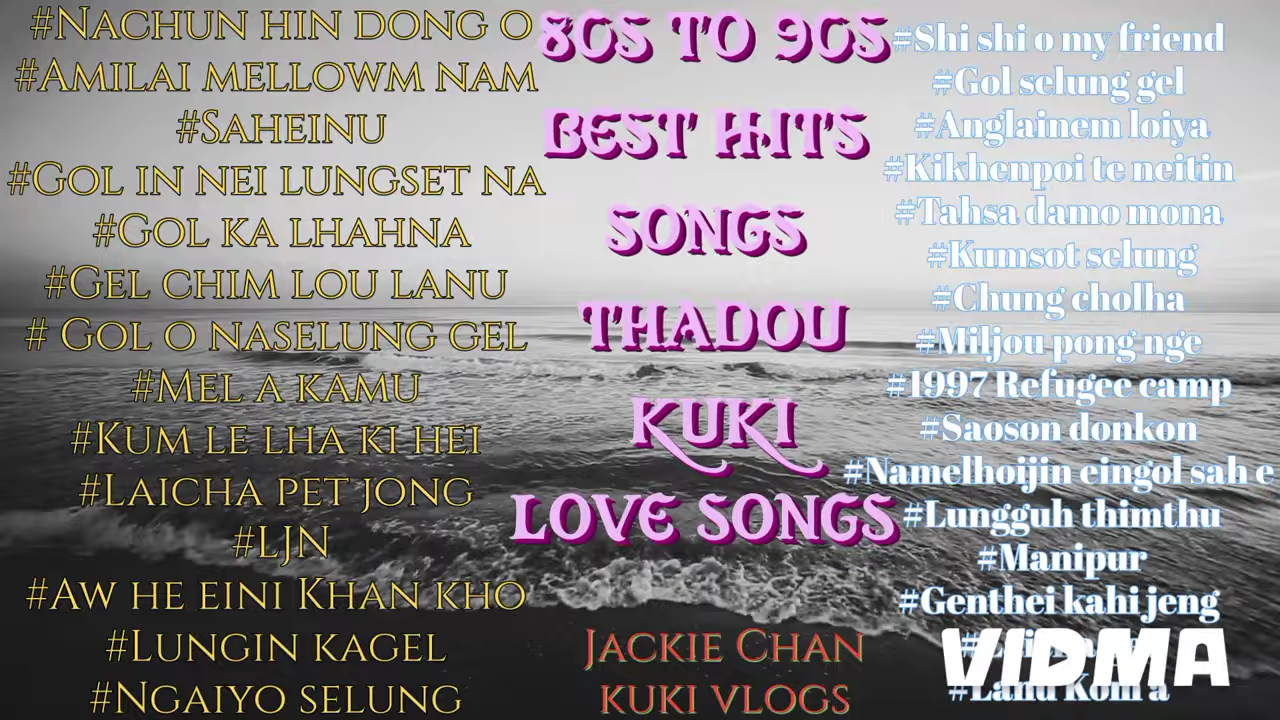 #Nachun hin dong o
#Amilai mellowm nam
#Saheinu
#Gol in nei lungset na
#Gol ka lhahna
#Gel chim lou lanu
# Gol o naselung gel
#Mel a kamu
#Kum le lha ki hei
#Laicha pet jong
#LJN
#Aw he eini Khan kho
#Lungin kagel
#Ngaiyo selung
80s TO 90s
BEST HITS
SONGS
THADOU
KUKI
LOVE SONGS
Jackie Chan
kuki vlogs
#Shi shi o my friend
#Gol selung gel
#Anglainem loiya
#Kikhenpoi te neitin
#Tahsa damo mona
#Kumsot selung
#Chung cholha
#Miljou pong nge
#1997 Refugee camp
#Saoson donkon
#Namelhoijin eingol sah e
#Lungguh thimthu
#Manipur
#Genthei kahi jeng
#Lanu Kom a
VIDMA